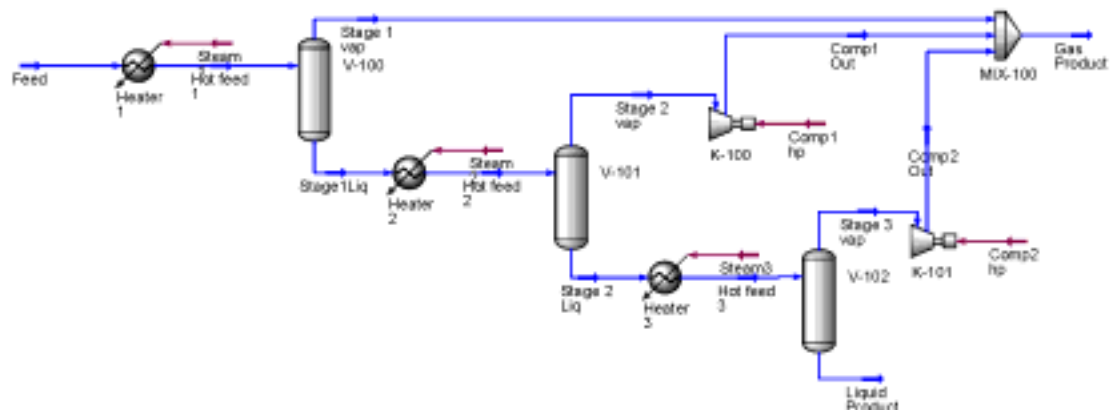 Feed
Heater
1
Steam
Hot feed
1
Stage 1
vap
V-100
Stage1Liq
Heater
2
Steam
Hot feed
2
Stage 2
vap
V-101
K-100
Comp1
hp
Comp1
Out
MIX-100
Gas
Product
Stage 2
Liq
Heater
3
Steam3
Hot feed
3
Stage 3
vap
V-102
K-101
Comp2
hp
Comp2
Out
Liquid
Product